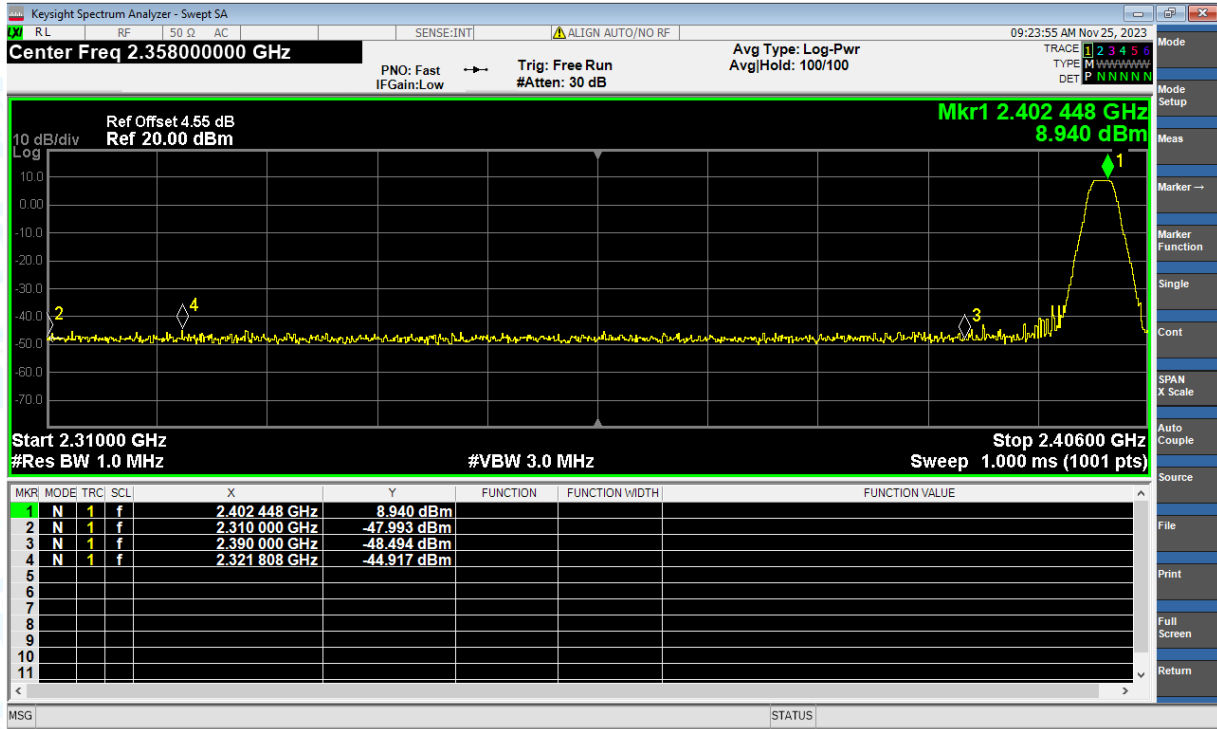 Keysight Spectrum Analyzer - Swept SA
LXI RL RF 50 Ω AC SENSE:INT ALIGN AUTO/NO RF 09:23:55 AM Nov 25, 2023
Center Freq 2.358000000 GHz
PNO: Fast
IFGain:Low
Trig: Free Run
#Atten: 30 dB
Avg Type: Log-Pwr
Avg|Hold: 100/100
TRACE 1 2 3 4 5 6
TYPE M WWWWW
DET P N N N N N
Ref Offset 4.55 dB
10 dB/div Ref 20.00 dBm
Log
Mkr1 2.402 448 GHz
8.940 dBm
10.0
0.00
-10.0
-20.0
-30.0
-40.0
-50.0
-60.0
-70.0
1
2
4
3
Start 2.31000 GHz Stop 2.40600 GHz
#Res BW 1.0 MHz #VBW 3.0 MHz Sweep 1.000 ms (1001 pts)
MKR MODE TRC SCL X Y FUNCTION FUNCTION WIDTH FUNCTION VALUE
1 N 1 f 2.402 448 GHz 8.940 dBm
2 N 1 f 2.310 000 GHz -47.993 dBm
3 N 1 f 2.390 000 GHz -48.494 dBm
4 N 1 f 2.321 808 GHz -44.917 dBm
5
6
7
8
9
10
11
MSG STATUS
Mode
Mode
Setup
Meas
Marker→
Marker
Function
Single
Cont
SPAN
X Scale
Auto
Couple
Source
File
Print
Full
Screen
Return